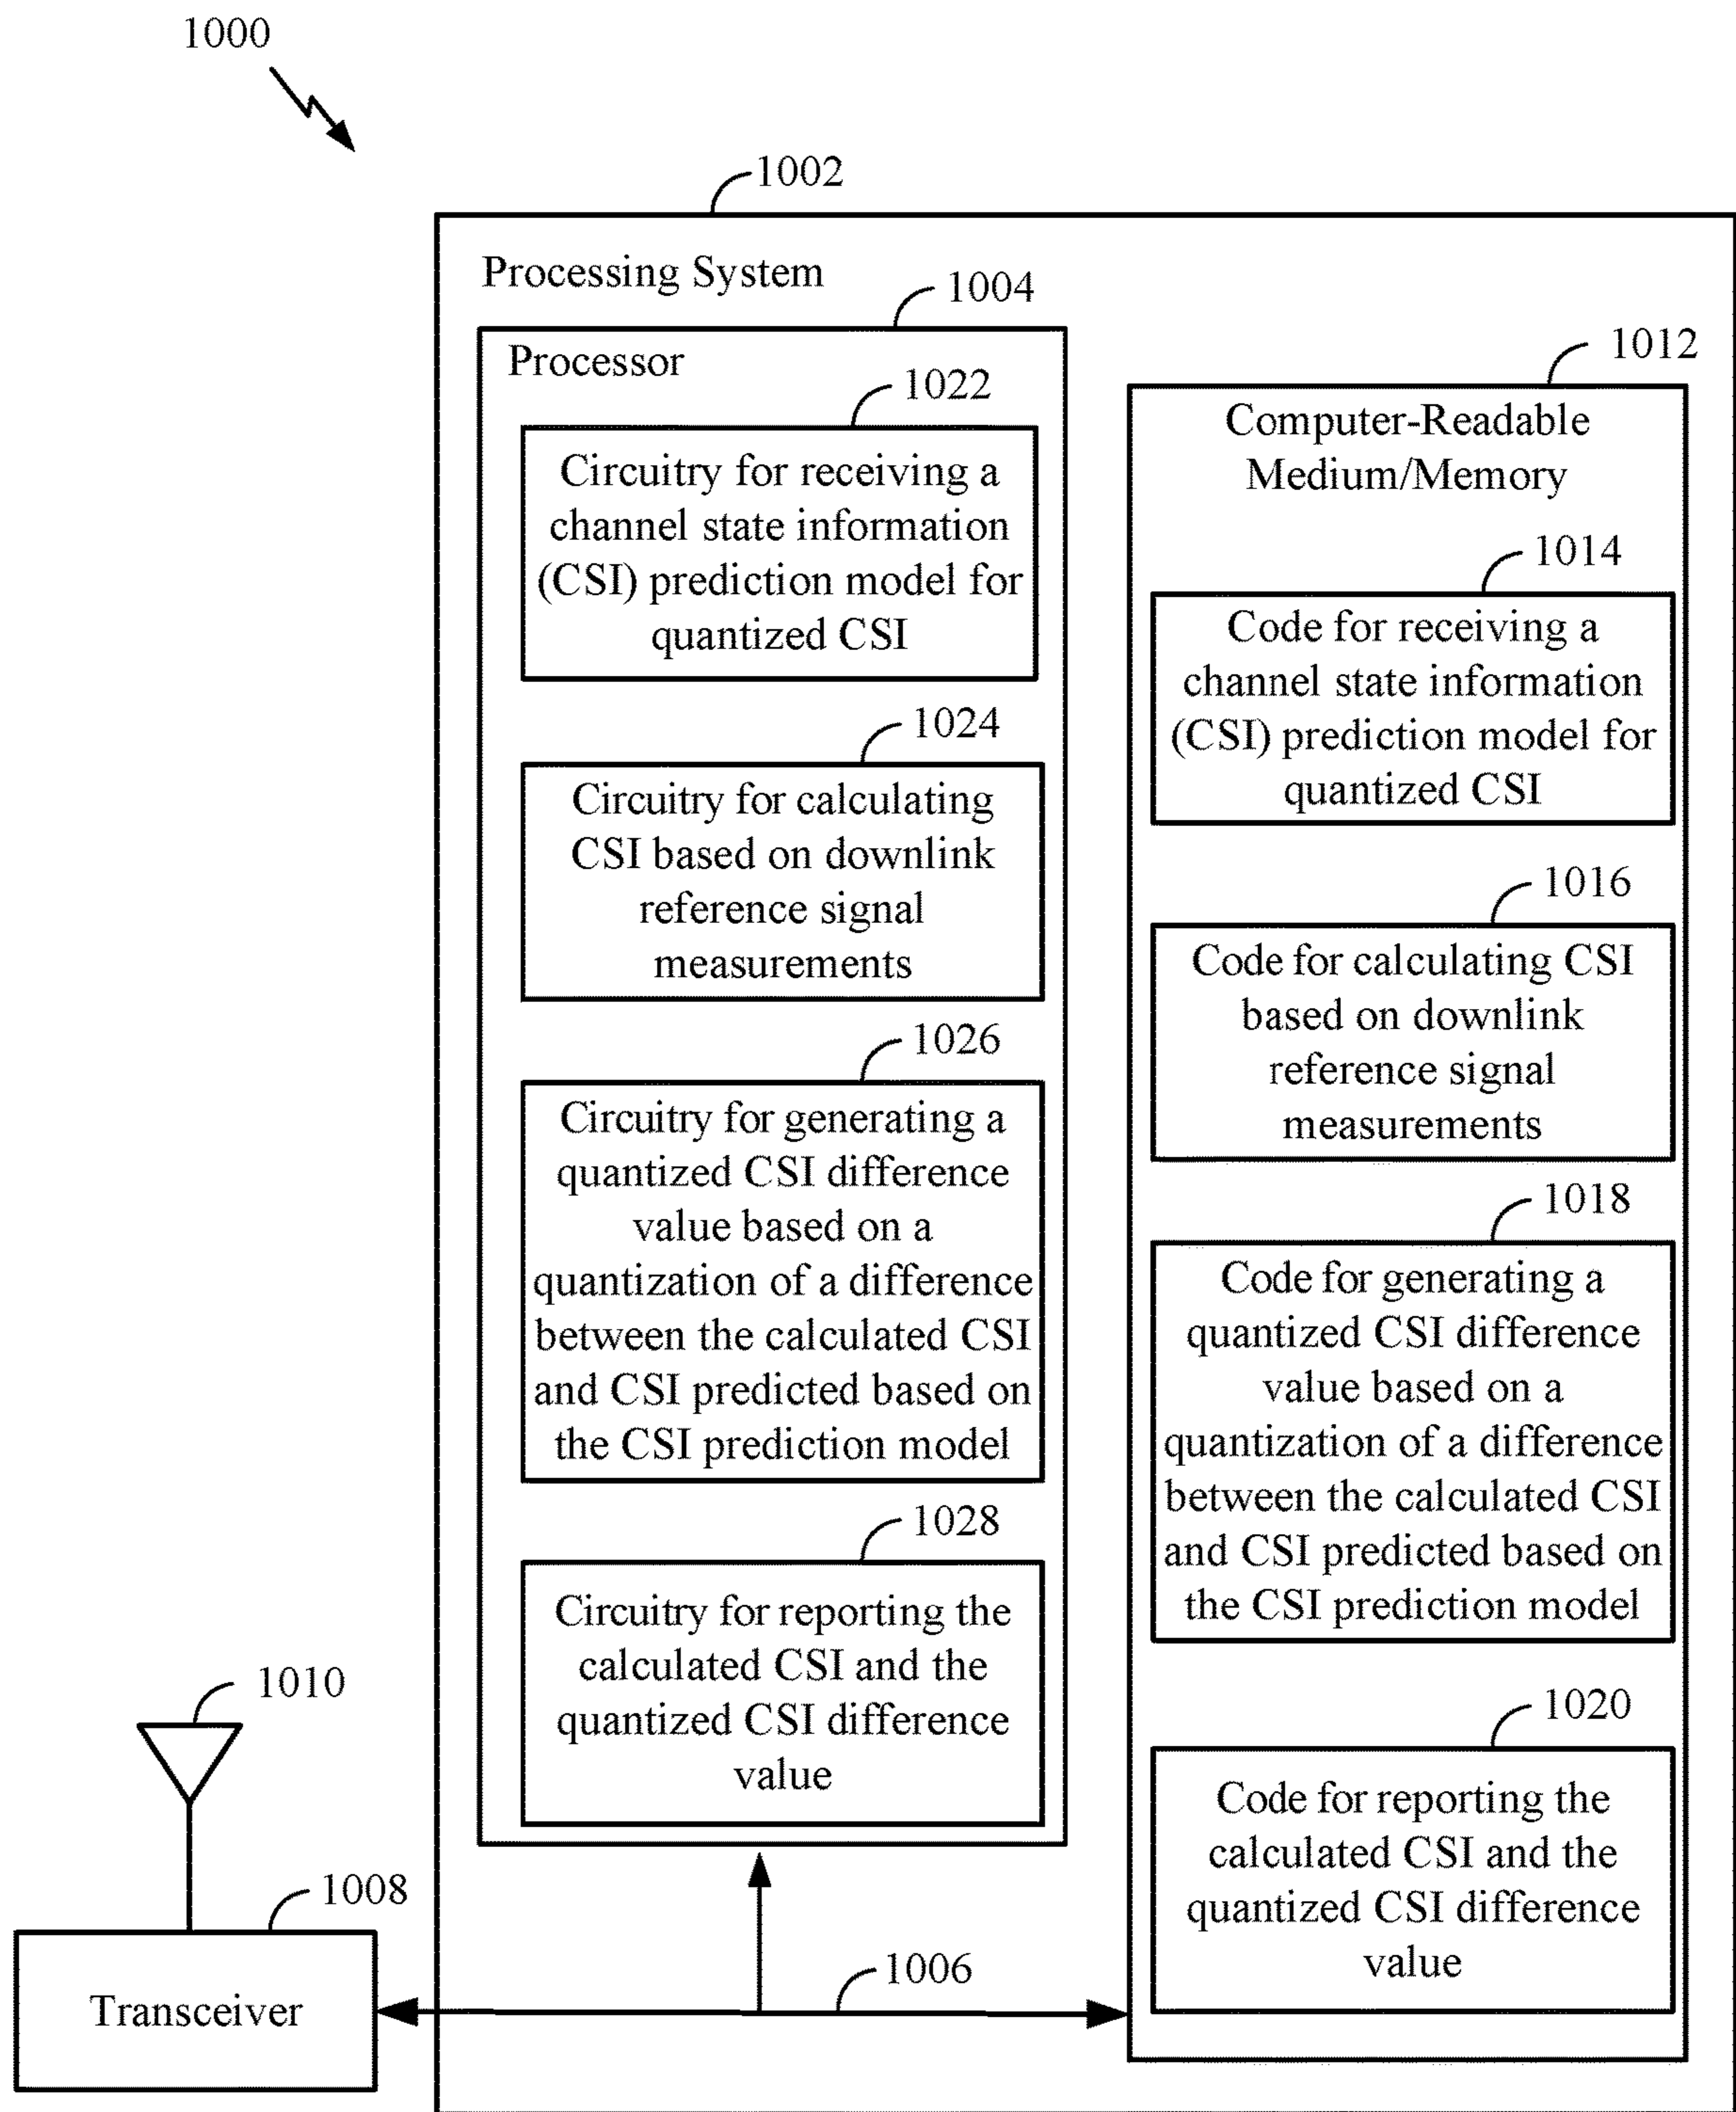 1000
1002
Processing System
1004
Processor
1022
Circuitry for receiving a
channel state information
(CSI) prediction model for
quantized CSI
1024
Circuitry for calculating
CSI based on downlink
reference signal
measurements
1026
Circuitry for generating a
quantized CSI difference
value based on a
quantization of a difference
between the calculated CSI
and CSI predicted based on
the CSI prediction model
1028
Circuitry for reporting the
calculated CSI and the
quantized CSI difference
value
1012
Computer-Readable
Medium/Memory
1014
Code for receiving a
channel state information
(CSI) prediction model for
quantized CSI
1016
Code for calculating CSI
based on downlink
reference signal
measurements
1018
Code for generating a
quantized CSI difference
value based on a
quantization of a difference
between the calculated CSI
and CSI predicted based on
the CSI prediction model
1020
Code for reporting the
calculated CSI and the
quantized CSI difference
value
1010
1008
Transceiver
1006